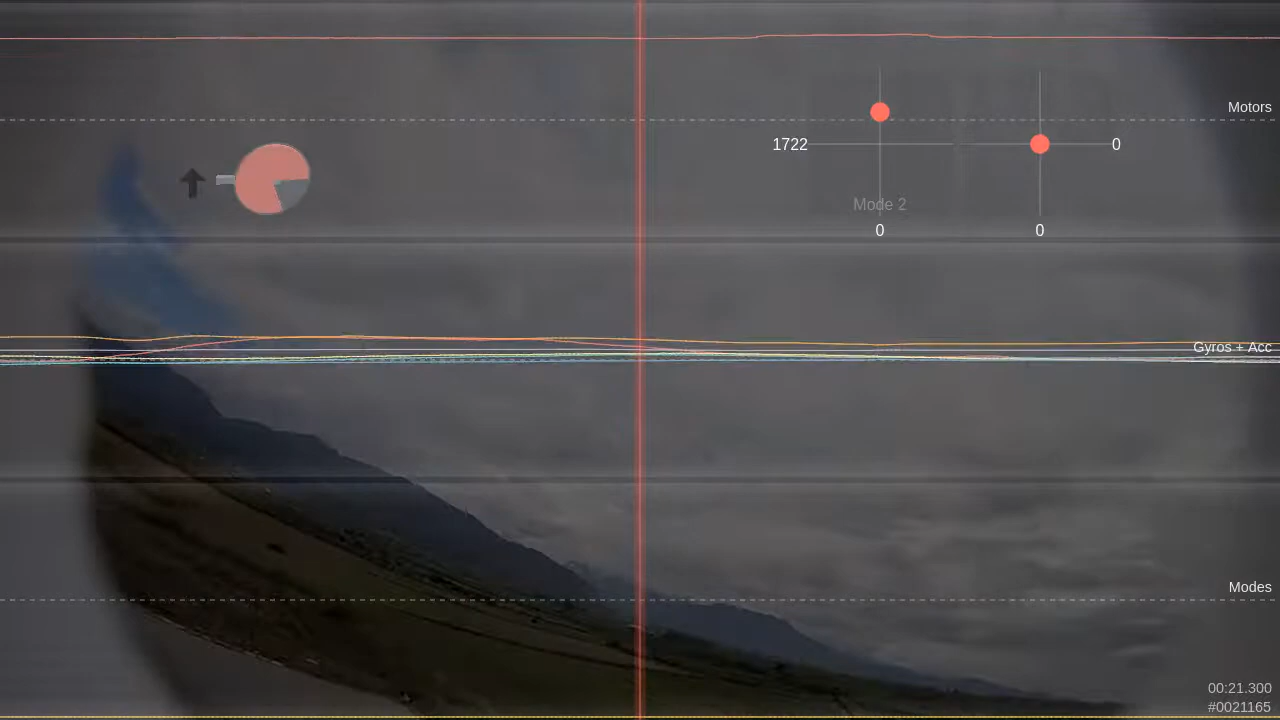 Motors
1722
0
Mode 2
0
0
Gyros + Acc
Modes
00:21.300
#0021165